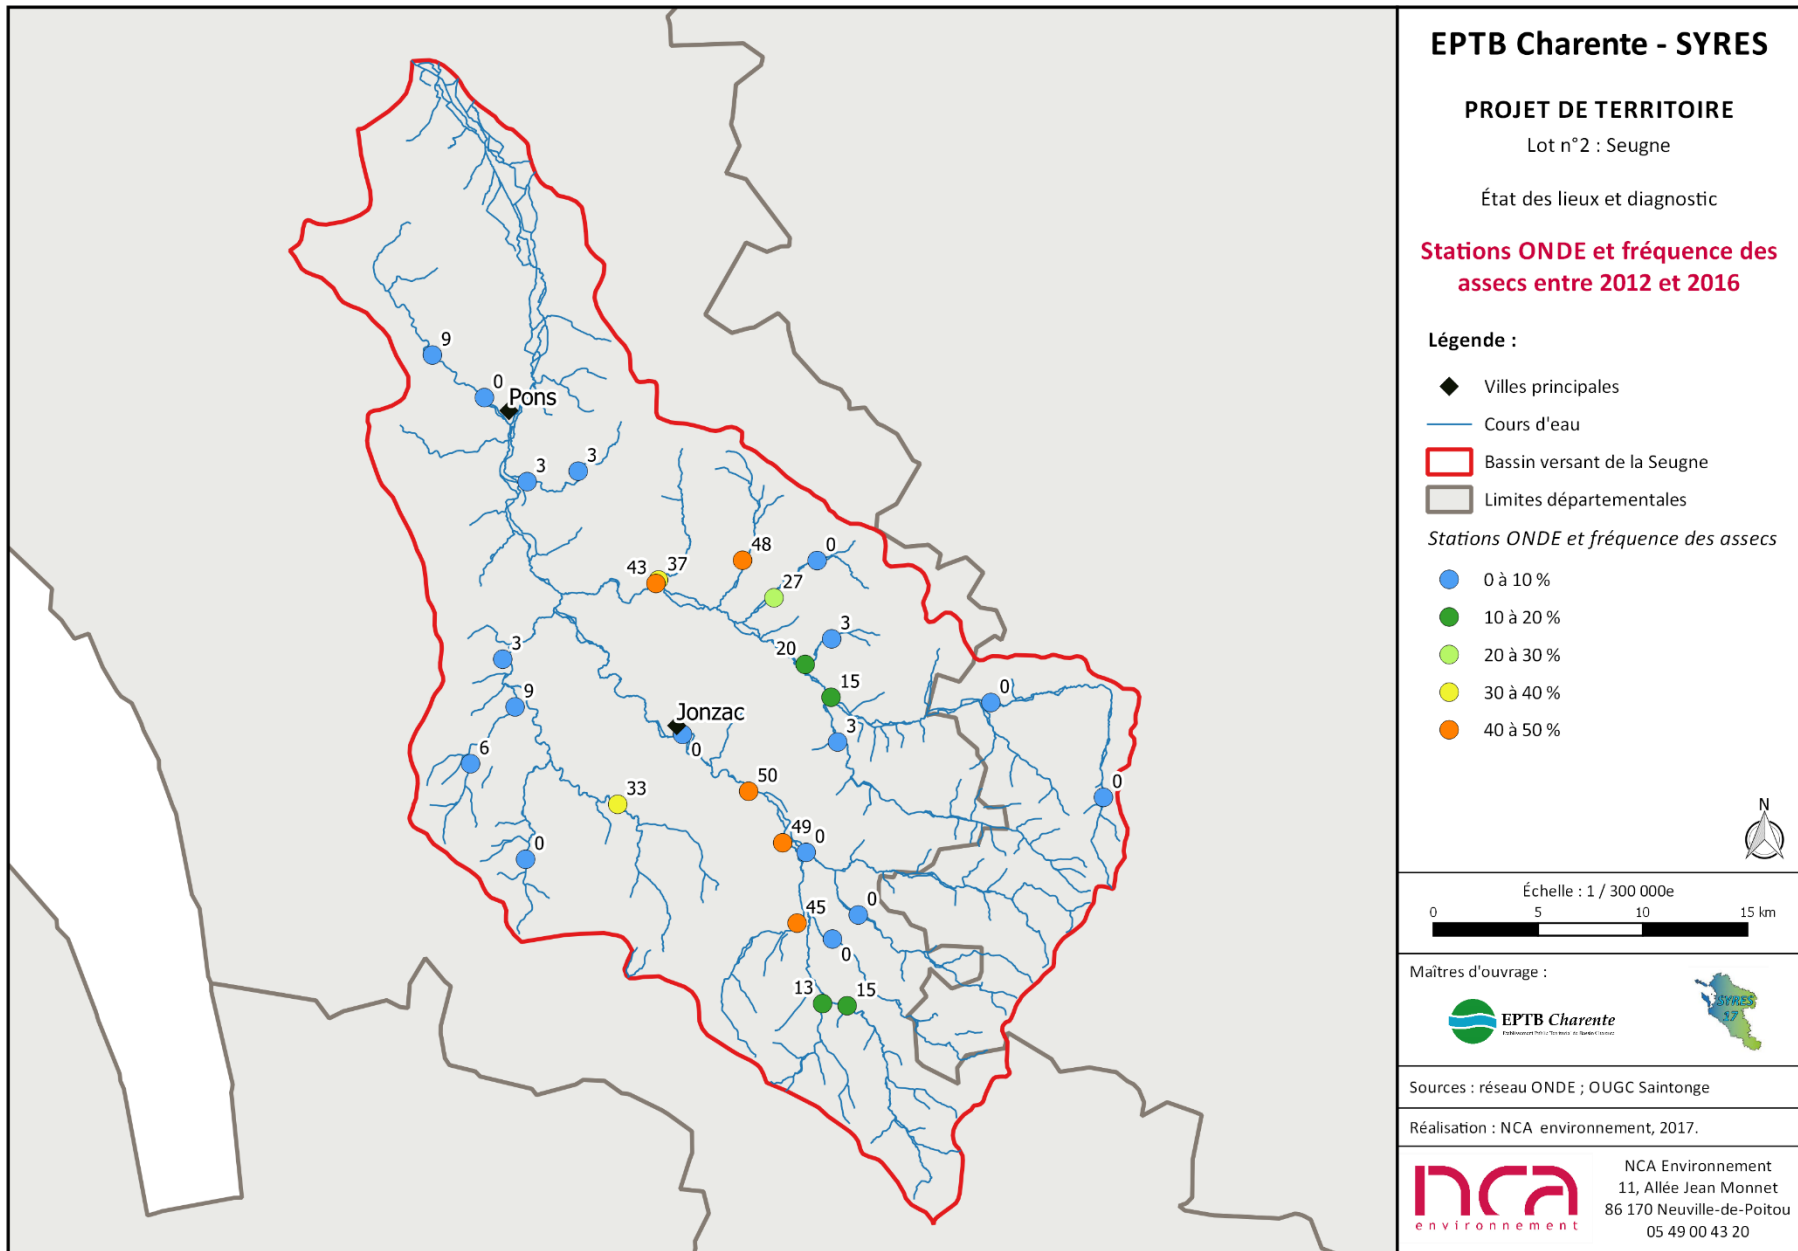 EPTB Charente - SYRES
PROJET DE TERRITOIRE
Lot n°2 : Seugne
État des lieux et diagnostic
Stations ONDE et fréquence des
assecs entre 2012 et 2016
Légende :
Villes principales
Cours d'eau
Bassin versant de la Seugne
Limites départementales
Stations ONDE et fréquence des assecs
0 à 10 %
10 à 20 %
20 à 30 %
30 à 40 %
40 à 50 %
N
Échelle : 1 / 300 000e
0 5 10 15 km
Maîtres d'ouvrage :
EPTB Charente
SYRES
17
Sources : réseau ONDE ; OUGC Saintonge
Réalisation : NCA environnement, 2017.
nca
environnement
NCA Environnement
11, Allée Jean Monnet
86 170 Neuville-de-Poitou
05 49 00 43 20
9
0
Pons
3
3
48
0
43
37
27
3
20
3
15
9
0
Jonzac
3
0
6
50
0
33
49
0
0
45
0
0
13
15